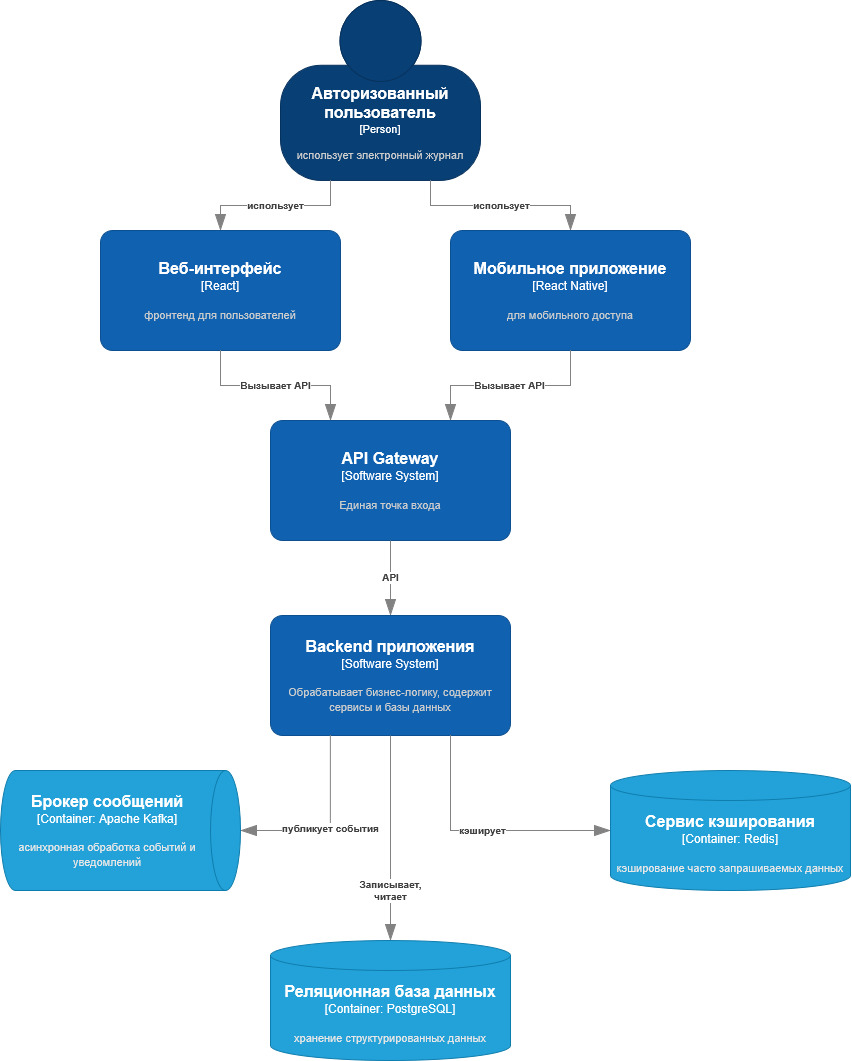 Авторизованный
пользователь
[Person]
использует электронный журнал
использует
использует
Веб-интерфейс
[React]
фронтенд для пользователей
Мобильное приложение
[React Native]
для мобильного доступа
Вызывает API
Вызывает API
API Gateway
[Software System]
Единая точка входа
API
Backend приложения
[Software System]
Обрабатывает бизнес-логику, содержит
сервисы и базы данных
Брокер сообщений
[Container: Apache Kafka]
асинхронная обработка событий и
уведомлений
публикует события
кэширует
Сервис кэширования
[Container: Redis]
кэширование часто запрашиваемых данных
Записывает,
читает
Реляционная база данных
[Container: PostgreSQL]
хранение структурированных данных